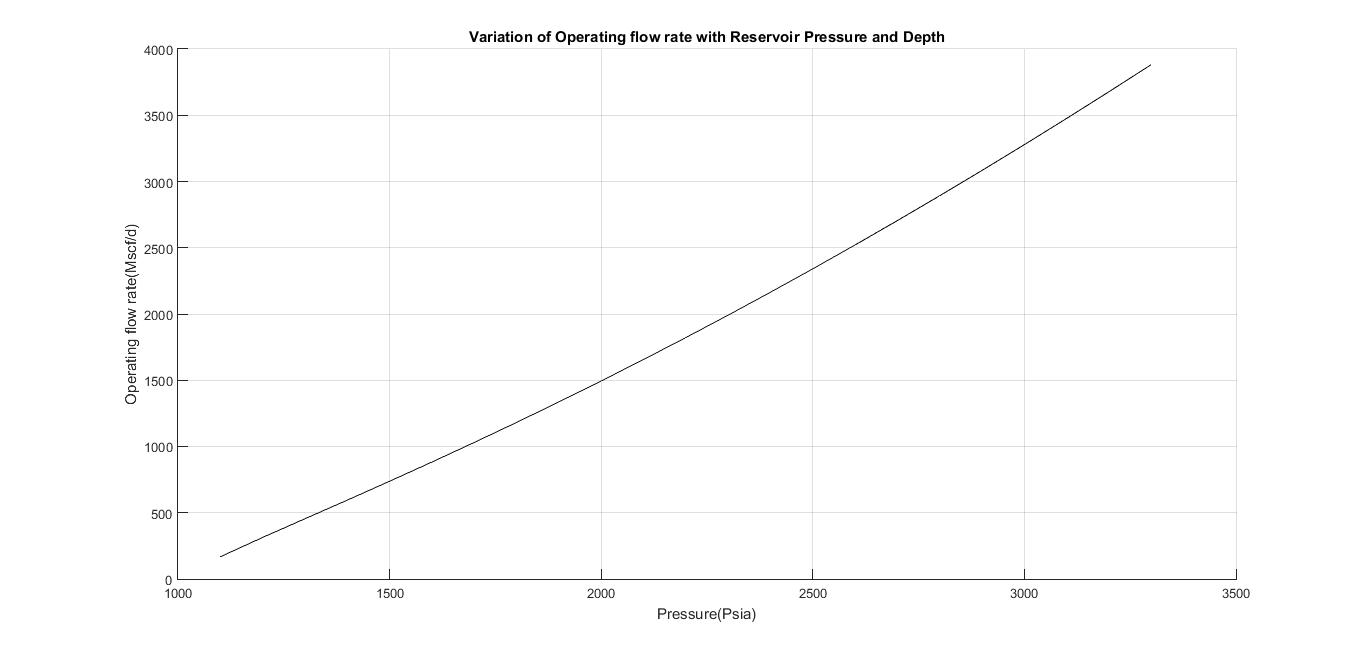 Variation of Operating flow rate with Reservoir Pressure and Depth
4000
3500
3000
2500
2000
1500
1000
500
0
Operating flow rate(Mscf/d)
1000 1500 2000 2500 3000 3500
Pressure(Psia)